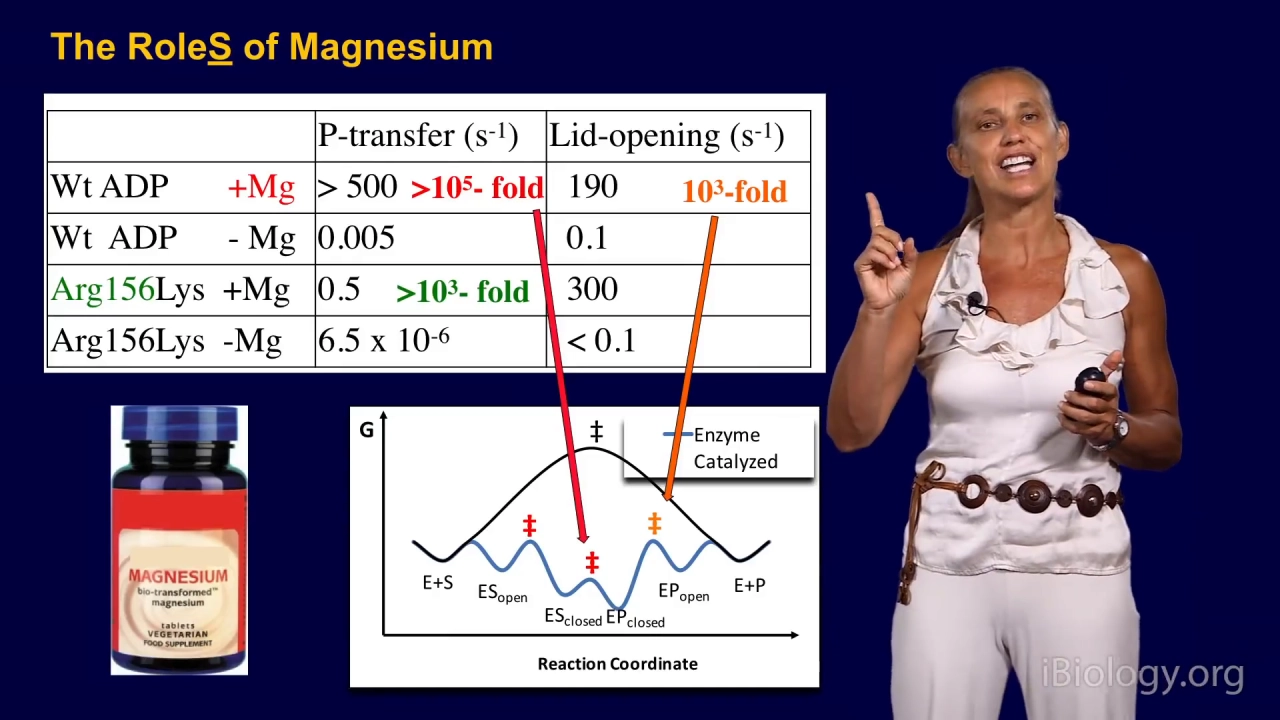 The RoleS of Magnesium
P-transfer (s-1) Lid-opening (s-1)
Wt ADP +Mg > 500 >10⁵- fold 190 10³-fold
Wt ADP - Mg 0.005 0.1
Arg156Lys +Mg 0.5 >10³- fold 300
Arg156Lys -Mg 6.5 x 10-6 < 0.1
MAGNESIUM
bio-transformed™
magnesium
tablets
VEGETARIAN
FOOD SUPPLEMENT
G
‡
Enzyme
Catalyzed
‡ ‡
‡
E+S ESopen ESclosed EPclosed EPopen E+P
Reaction Coordinate
iBiology.org